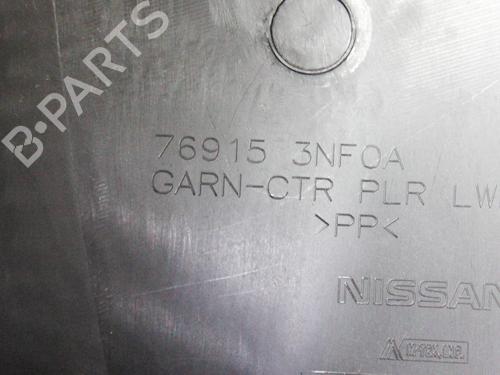 B-PARTS
76915 3NF0A
GARN-CTR PLR LW
>PP<
NISSAN